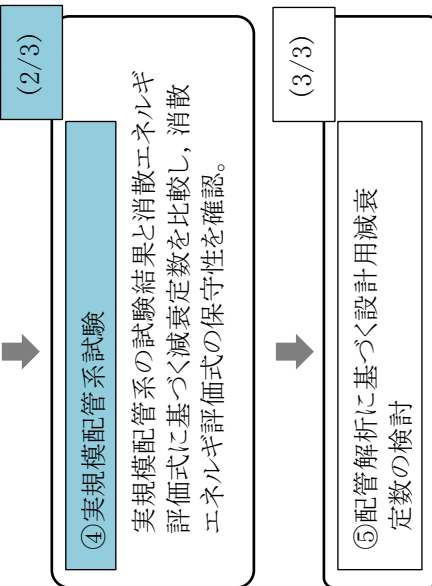 (2/3)
④実規模配管系試験
実規模配管系の試験結果と消散エネルギ
評価式に基づく減衰定数を比較し，消散
エネルギ評価式の保守性を確認。
(3/3)
⑤配管解析に基づく設計用減衰
定数の検討